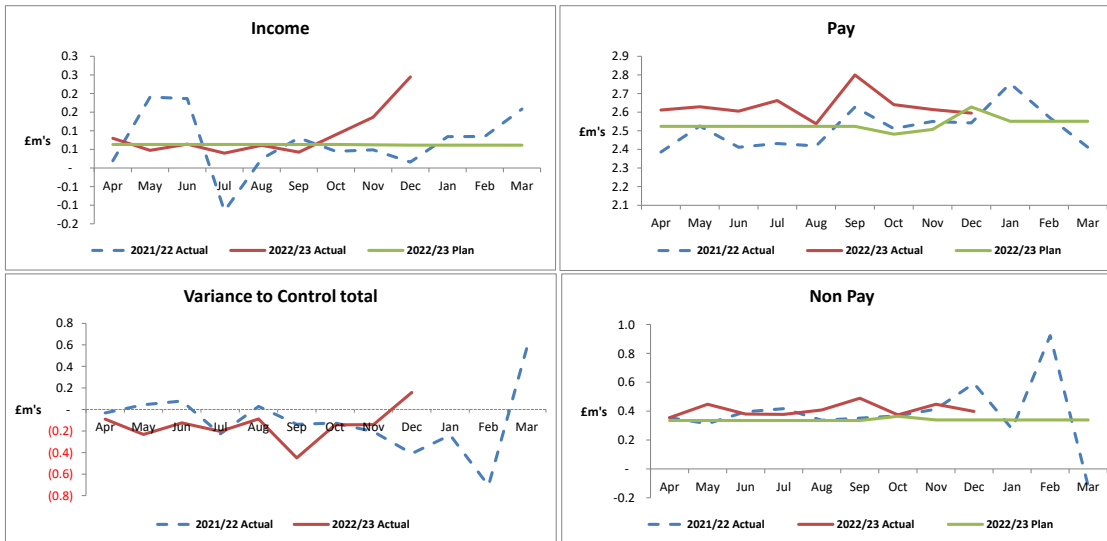 Income
0.3
0.3
0.2
0.2
0.1
0.1
-
-0.1
-0.1
-0.2
£m's
Apr May Jun Jul Aug Sep Oct Nov Dec Jan Feb Mar
2021/22 Actual 2022/23 Actual 2022/23 Plan
Pay
2.9
2.8
2.7
2.6
2.5
2.4
2.3
2.2
2.1
£m's
Apr May Jun Jul Aug Sep Oct Nov Dec Jan Feb Mar
2021/22 Actual 2022/23 Actual 2022/23 Plan
Variance to Control total
0.8
0.6
0.4
0.2
-
(0.2)
(0.4)
(0.6)
(0.8)
£m's
Apr May Jun Jul Aug Sep Oct Nov Dec Jan Feb Mar
2021/22 Actual 2022/23 Actual
Non Pay
1.0
0.8
0.6
0.4
0.2
-
-0.2
£m's
Apr May Jun Jul Aug Sep Oct Nov Dec Jan Feb Mar
2021/22 Actual 2022/23 Actual 2022/23 Plan